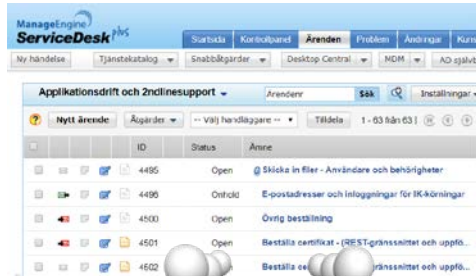 ManageEngine
ServiceDesk plus
Startsida Kontrollpanel Ärenden Problem Ändringar Kuns
Ny händelse Tjänstekatalog Snabbåtgärder Desktop Central MDM AD självb
Applikationsdrift och 2ndlinesupport Ärendenr Sök Inställningar
Nytt ärende Åtgärder -- Välj handläggare -- Tilldela 1 - 63 från 63 |
ID Status Ämne
4495 Open Skicka in filer - Användare och behörigheter
4496 Onhold E-postadresser och inloggningar för IK-körningar
4500 Open Övrig beställning
4501 Open Beställa certifikat - (REST-gränssnittet och uppfö...
4502 Open Beställa REST-gränssnittet och uppfö...